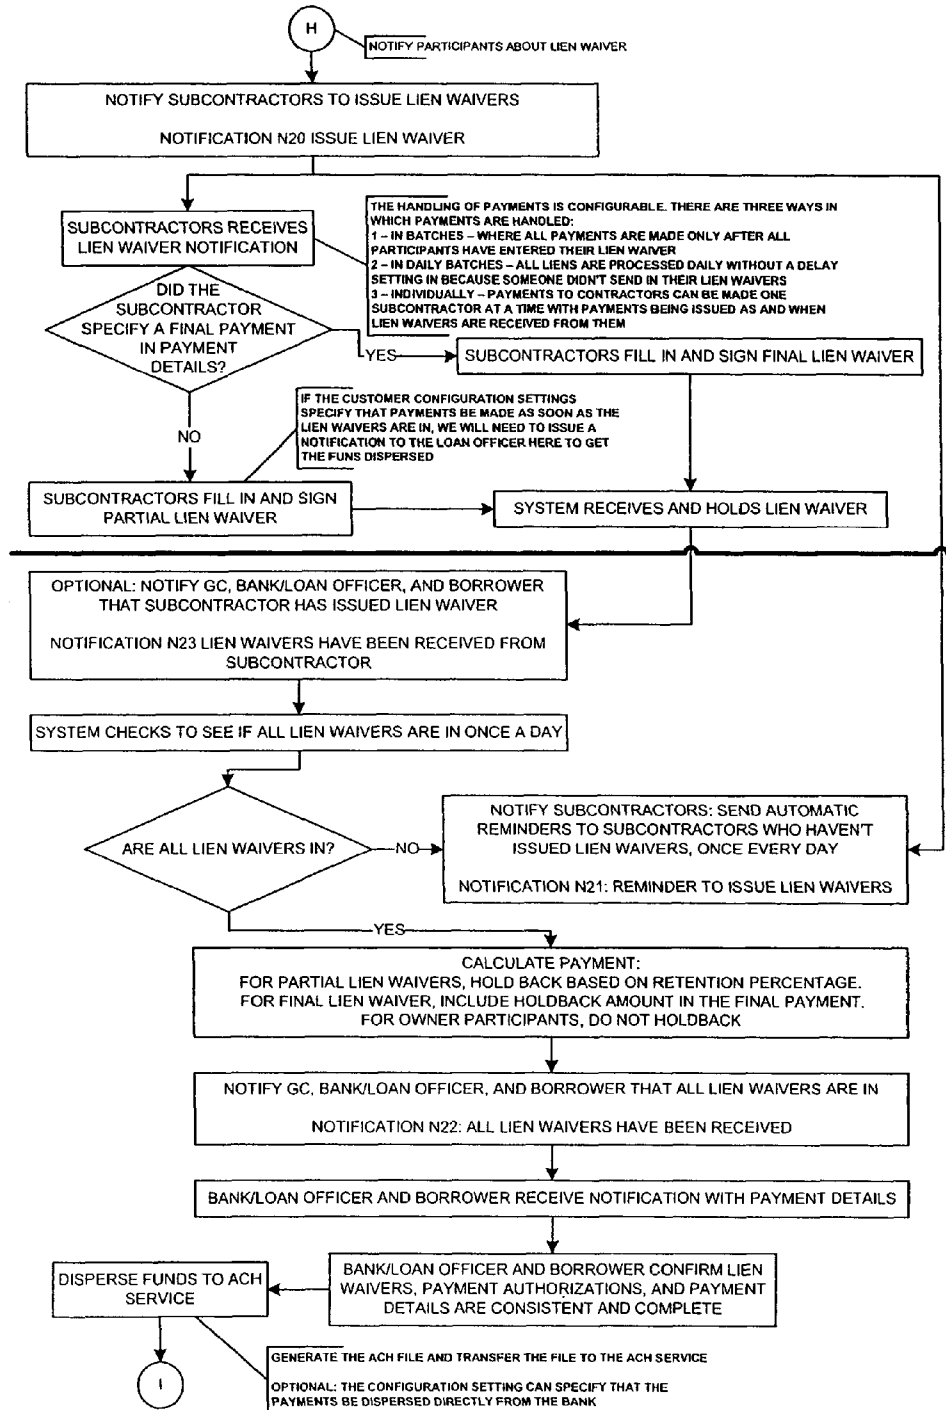 H
NOTIFY PARTICIPANTS ABOUT LIEN WAIVER
NOTIFY SUBCONTRACTORS TO ISSUE LIEN WAIVERS
NOTIFICATION N20 ISSUE LIEN WAIVER
SUBCONTRACTORS RECEIVES
LIEN WAIVER NOTIFICATION
THE HANDLING OF PAYMENTS IS CONFIGURABLE. THERE ARE THREE WAYS IN
WHICH PAYMENTS ARE HANDLED:
1 – IN BATCHES – WHERE ALL PAYMENTS ARE MADE ONLY AFTER ALL
PARTICIPANTS HAVE ENTERED THEIR LIEN WAIVER
2 – IN DAILY BATCHES – ALL LIENS ARE PROCESSED DAILY WITHOUT A DELAY
SETTING IN BECAUSE SOMEONE DIDN'T SEND IN THEIR LIEN WAIVERS
3 – INDIVIDUALLY – PAYMENTS TO CONTRACTORS CAN BE MADE ONE
SUBCONTRACTOR AT A TIME WITH PAYMENTS BEING ISSUED AS AND WHEN
LIEN WAIVERS ARE RECEIVED FROM THEM
DID THE
SUBCONTRACTOR
SPECIFY A FINAL PAYMENT
IN PAYMENT
DETAILS?
YES
SUBCONTRACTORS FILL IN AND SIGN FINAL LIEN WAIVER
IF THE CUSTOMER CONFIGURATION SETTINGS
SPECIFY THAT PAYMENTS BE MADE AS SOON AS THE
LIEN WAIVERS ARE IN, WE WILL NEED TO ISSUE A
NOTIFICATION TO THE LOAN OFFICER HERE TO GET
THE FUNS DISPERSED
NO
SUBCONTRACTORS FILL IN AND SIGN
PARTIAL LIEN WAIVER
SYSTEM RECEIVES AND HOLDS LIEN WAIVER
OPTIONAL: NOTIFY GC, BANK/LOAN OFFICER, AND BORROWER
THAT SUBCONTRACTOR HAS ISSUED LIEN WAIVER
NOTIFICATION N23 LIEN WAIVERS HAVE BEEN RECEIVED FROM
SUBCONTRACTOR
SYSTEM CHECKS TO SEE IF ALL LIEN WAIVERS ARE IN ONCE A DAY
ARE ALL LIEN WAIVERS IN?
NO
NOTIFY SUBCONTRACTORS: SEND AUTOMATIC
REMINDERS TO SUBCONTRACTORS WHO HAVEN'T
ISSUED LIEN WAIVERS, ONCE EVERY DAY
NOTIFICATION N21: REMINDER TO ISSUE LIEN WAIVERS
YES
CALCULATE PAYMENT:
FOR PARTIAL LIEN WAIVERS, HOLD BACK BASED ON RETENTION PERCENTAGE.
FOR FINAL LIEN WAIVER, INCLUDE HOLDBACK AMOUNT IN THE FINAL PAYMENT.
FOR OWNER PARTICIPANTS, DO NOT HOLDBACK
NOTIFY GC, BANK/LOAN OFFICER, AND BORROWER THAT ALL LIEN WAIVERS ARE IN
NOTIFICATION N22: ALL LIEN WAIVERS HAVE BEEN RECEIVED
BANK/LOAN OFFICER AND BORROWER RECEIVE NOTIFICATION WITH PAYMENT DETAILS
BANK/LOAN OFFICER AND BORROWER CONFIRM LIEN
WAIVERS, PAYMENT AUTHORIZATIONS, AND PAYMENT
DETAILS ARE CONSISTENT AND COMPLETE
DISPERSE FUNDS TO ACH
SERVICE
I
GENERATE THE ACH FILE AND TRANSFER THE FILE TO THE ACH SERVICE
OPTIONAL: THE CONFIGURATION SETTING CAN SPECIFY THAT THE
PAYMENTS BE DISPERSED DIRECTLY FROM THE BANK